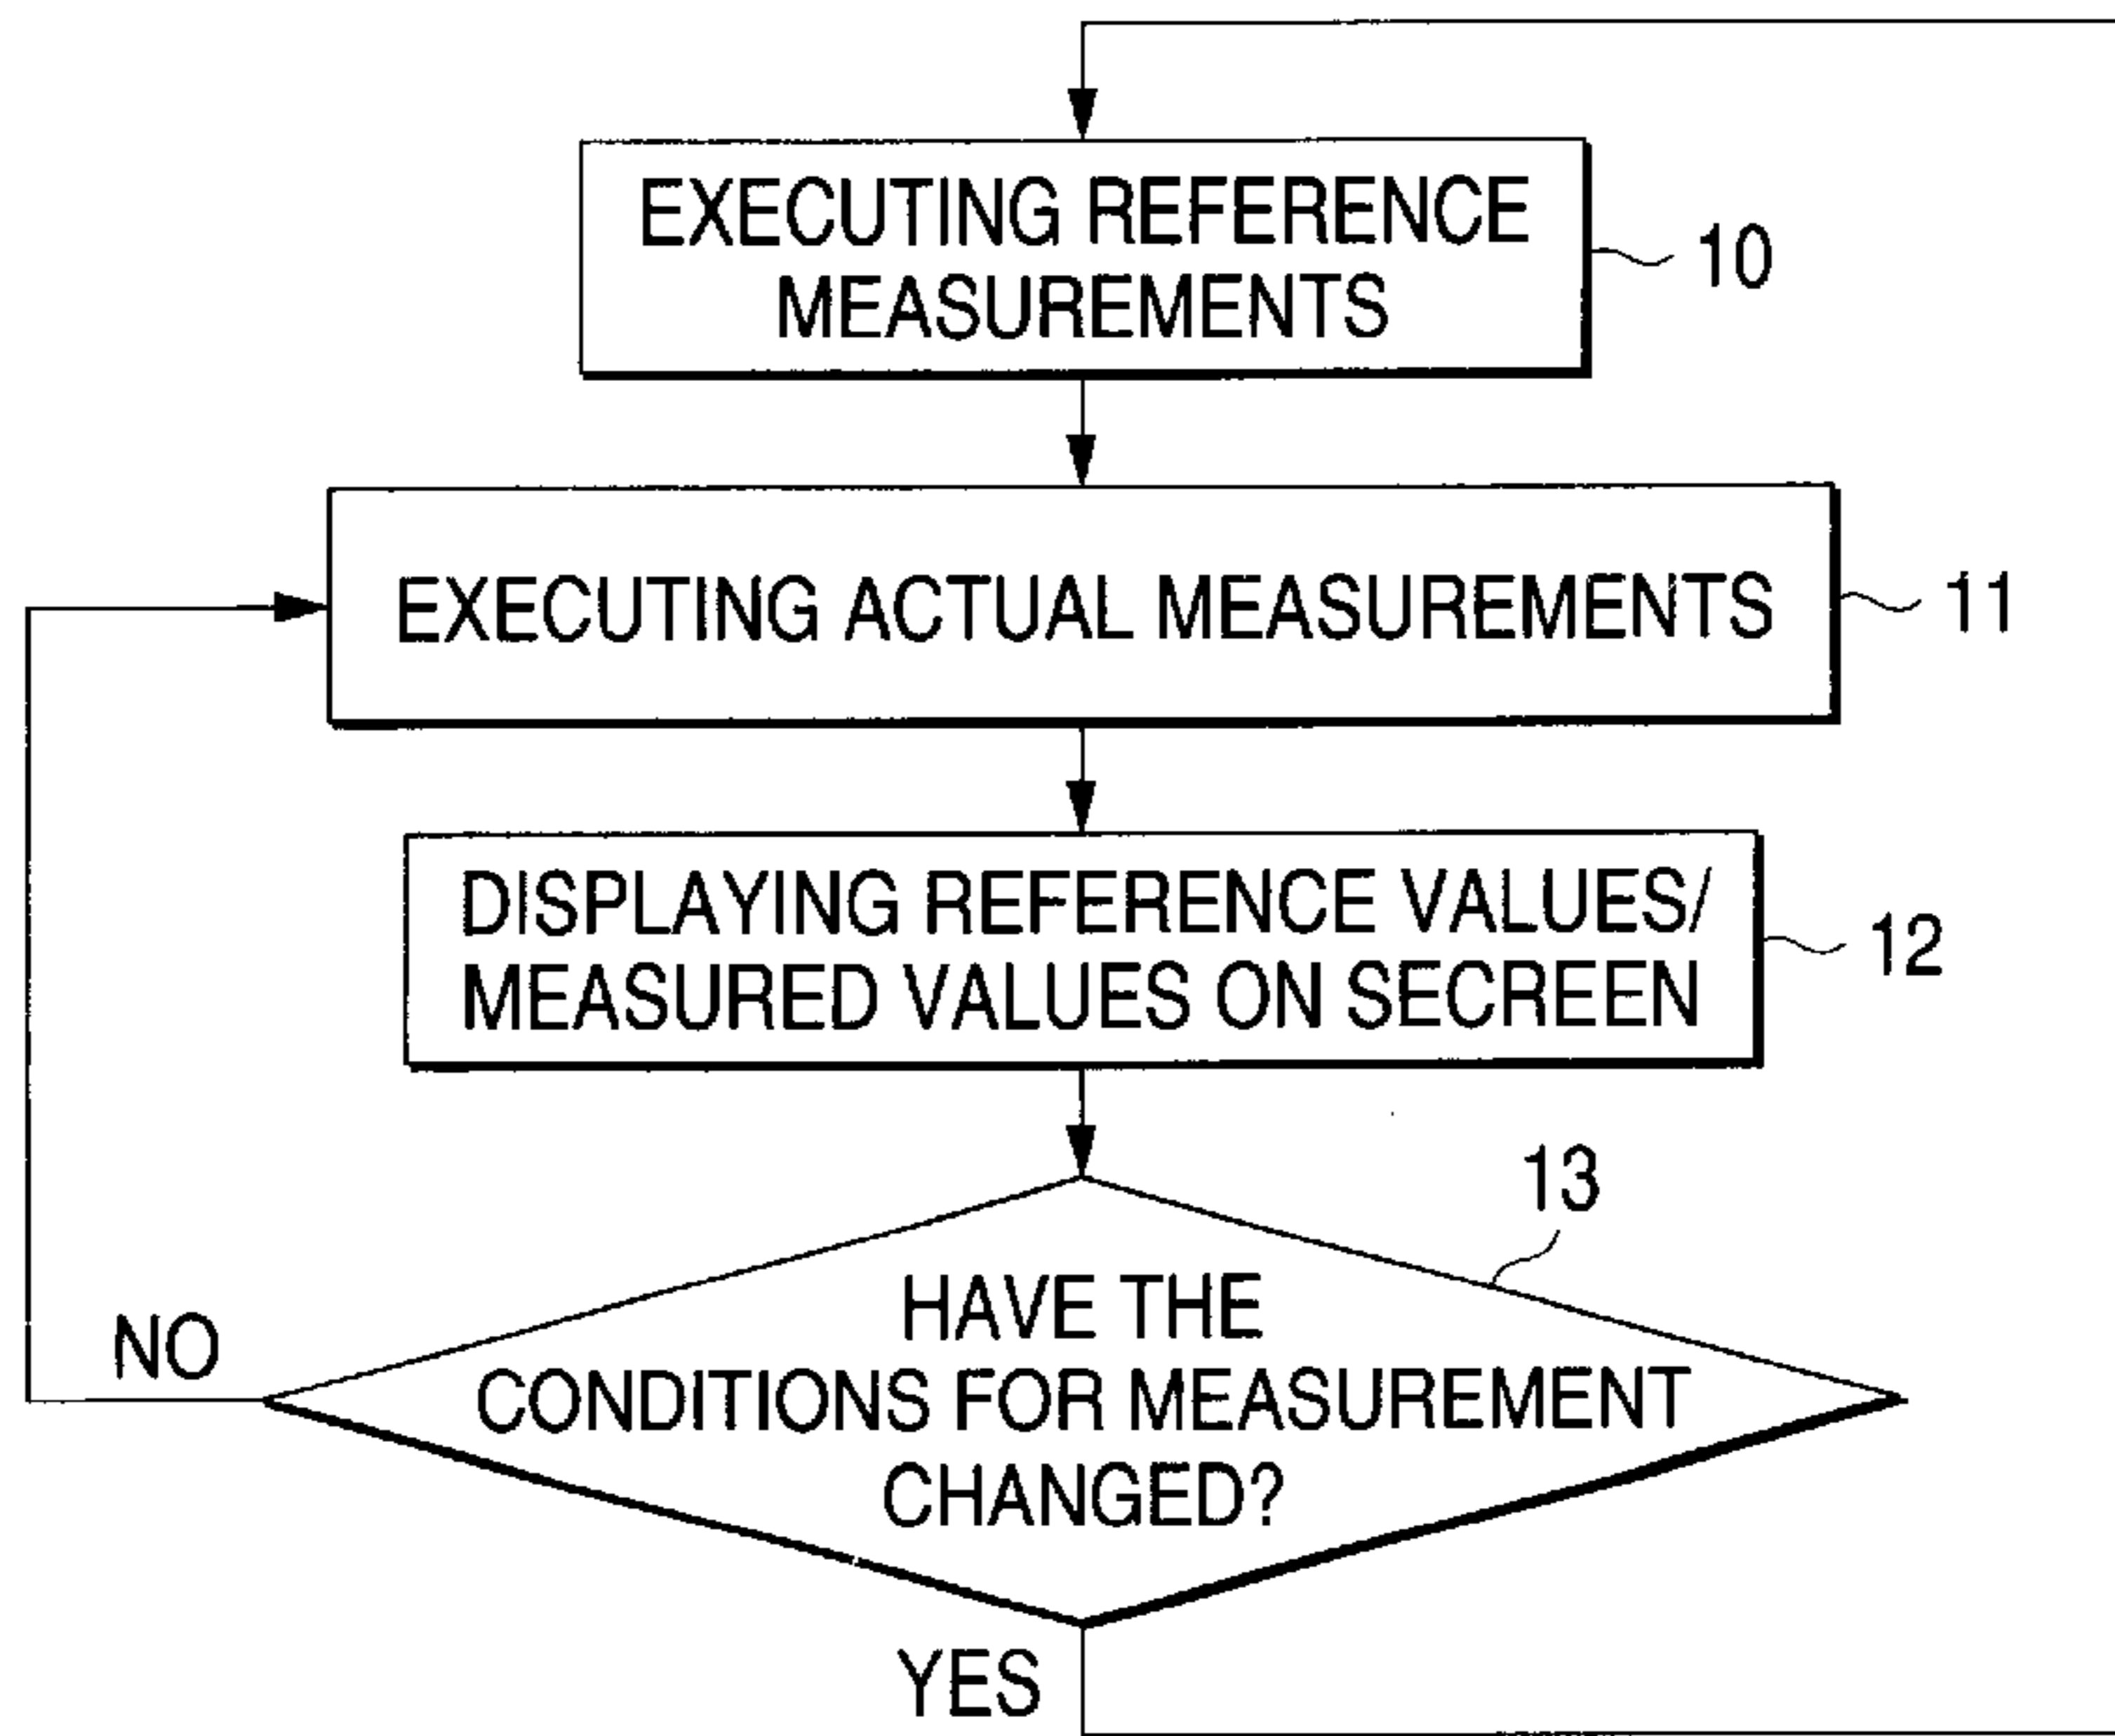 EXECUTING REFERENCE
MEASUREMENTS
10
EXECUTING ACTUAL MEASUREMENTS
11
DISPLAYING REFERENCE VALUES/
MEASURED VALUES ON SECREEN
12
13
HAVE THE
CONDITIONS FOR MEASUREMENT
CHANGED?
NO
YES